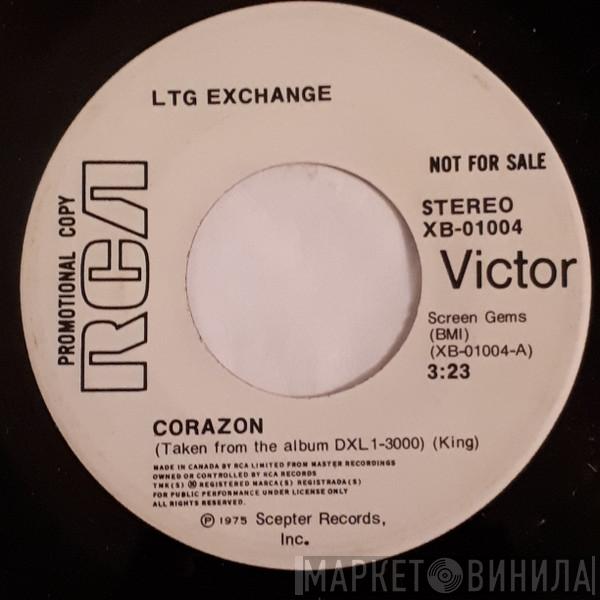 LTG EXCHANGE
NOT FOR SALE
PROMOTIONAL COPY
RCA
STEREO
XB-01004
Victor
Screen Gems
(BMI)
(XB-01004-A)
3:23
CORAZON
(Taken from the album DXL1-3000) (King)
MADE IN CANADA BY RCA LIMITED FROM MASTER RECORDINGS
OWNED OR CONTROLLED BY RCA RECORDS
TMK(S) ® REGISTERED MARCA(S) REGISTRADA(S)
FOR PUBLIC PERFORMANCE UNDER LICENSE ONLY
ALL RIGHTS RESERVED.
℗ 1975 Scepter Records,
Inc.
МАРКЕТ ВИНИЛА